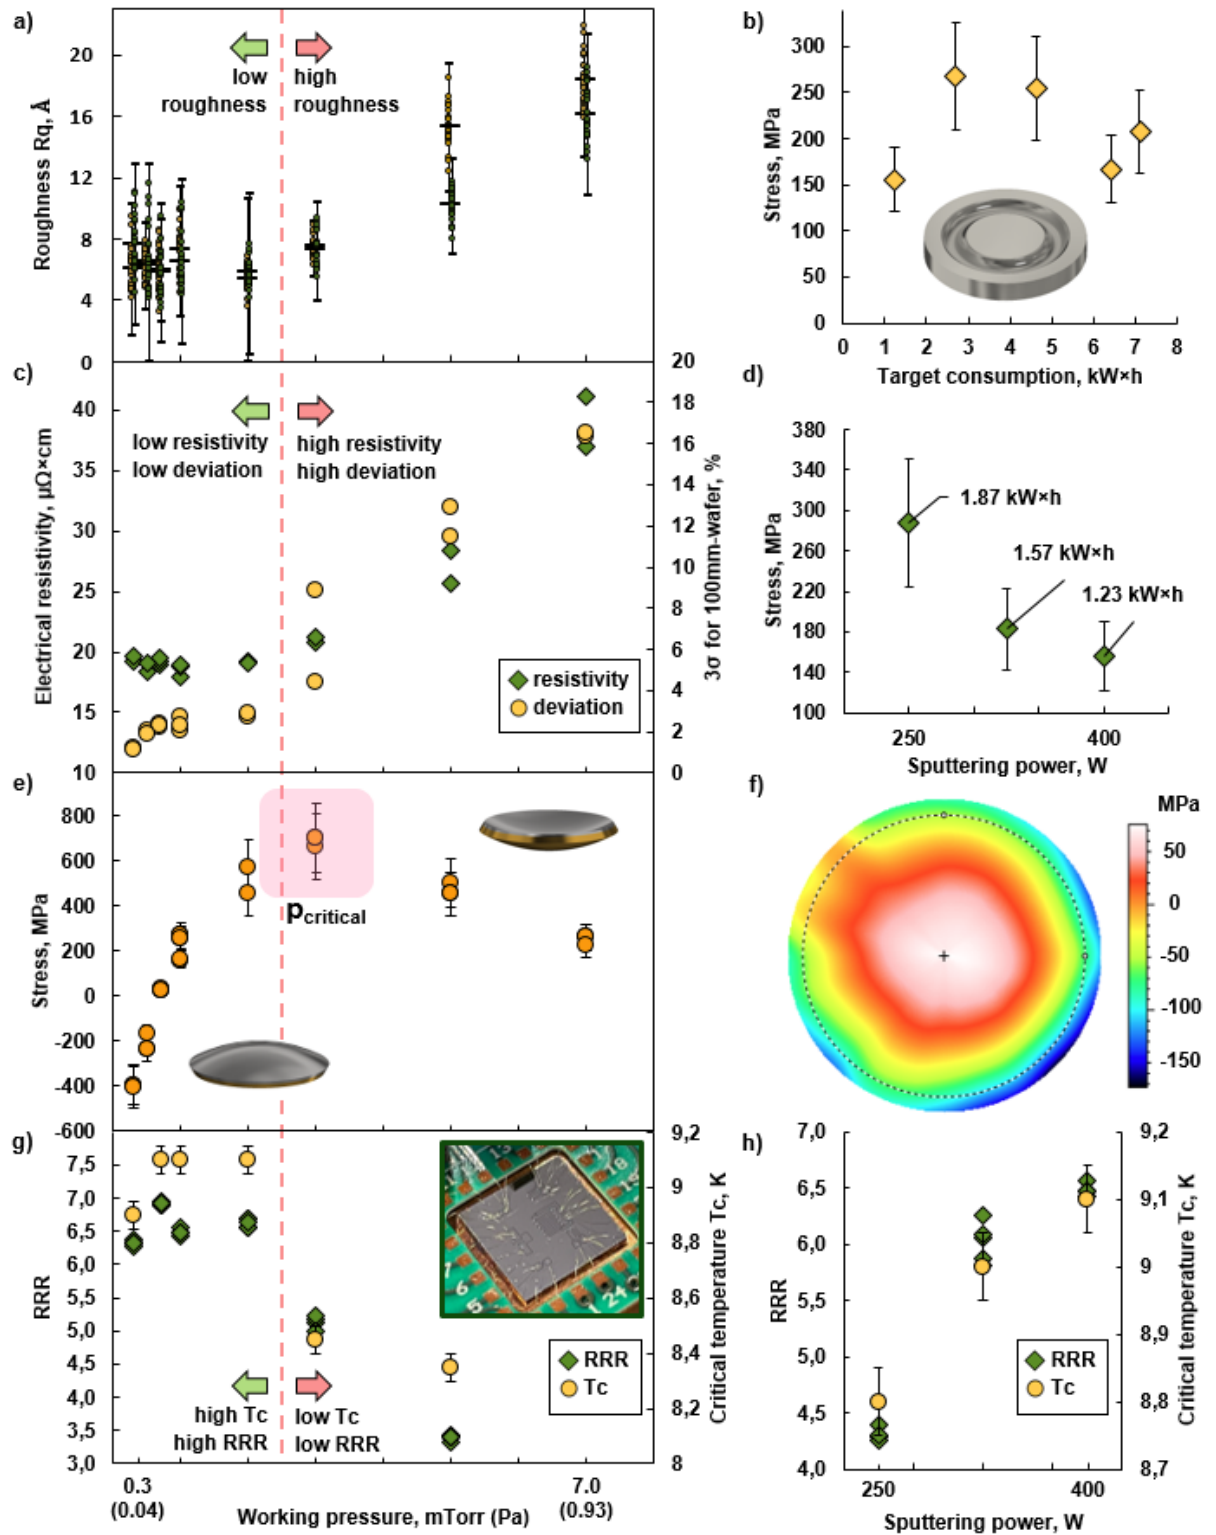 a)
20
16
12
8
4
0
Roughness Rq, Å
low
roughness
high
roughness
b)
300
250
200
150
100
50
0
Stress, MPa
0 1 2 3 4 5 6 7 8
Target consumption, kW×h
c)
40
35
30
25
20
15
10
Electrical resistivity, μΩ×cm
low resistivity
low deviation
high resistivity
high deviation
resistivity
deviation
20
18
16
14
12
10
8
6
4
2
0
3σ for 100mm-wafer, %
d)
380
340
300
260
220
180
140
100
Stress, MPa
1.87 kW×h
1.57 kW×h
1.23 kW×h
250 400
Sputtering power, W
e)
800
600
400
200
0
-200
-400
-600
Stress, MPa
pcritical
f)
MPa
50
0
-50
-100
-150
g)
7,5
7,0
6,5
6,0
5,5
5,0
4,5
4,0
3,5
3,0
RRR
high Tc
high RRR
low Tc
low RRR
RRR
Tc
9,2
9
8,8
8,6
8,4
8,2
8
Critical temperature Tc, K
0.3 7.0
(0.04) (0.93)
Working pressure, mTorr (Pa)
h)
7,0
6,5
6,0
5,5
5,0
4,5
4,0
RRR
RRR
Tc
9,2
9,1
9
8,9
8,8
8,7
Critical temperature Tc, K
250 400
Sputtering power, W